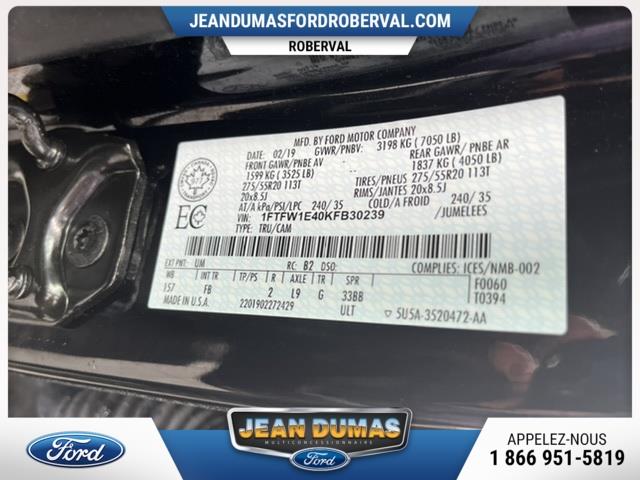 JEANDUMASFORDROBERVAL.COM
ROBERVAL
MFD. BY FORD MOTOR COMPANY
02/19 GVWR/PNBV: 3198 KG ( 7050 LB)
FRONT GAWR/PNBE AV REAR GAWR/ PNBE AR
1599 KG ( 3525 LB) 1837 KG ( 4050 LB)
275/55R20 113T TIRES/PNEUS 275/55R20 113T
20x8.5J RIMS/JANTES 20x8.5J
AT/A kPa/PSI/LPC 240/ 35 COLD/A FROID 240/ 35
VIN: 1FTFW1E40KFB30239 /JUMELEES
TYPE: TRU/CAM
EC
EXT PNT: UM RC: B2 DSO: COMPLIES: ICES/NMB-002
WB INT TR TP/PS R AXLE TR SPR F0060
157 FB 2 L9 G 33BB T0394
MADE IN U.S.A. 2201902272429 ULT 5U5A-3520472-AA
Ford
JEAN DUMAS
MULTICONCESSIONNAIRE
Ford
APPELEZ-NOUS
1 866 951-5819